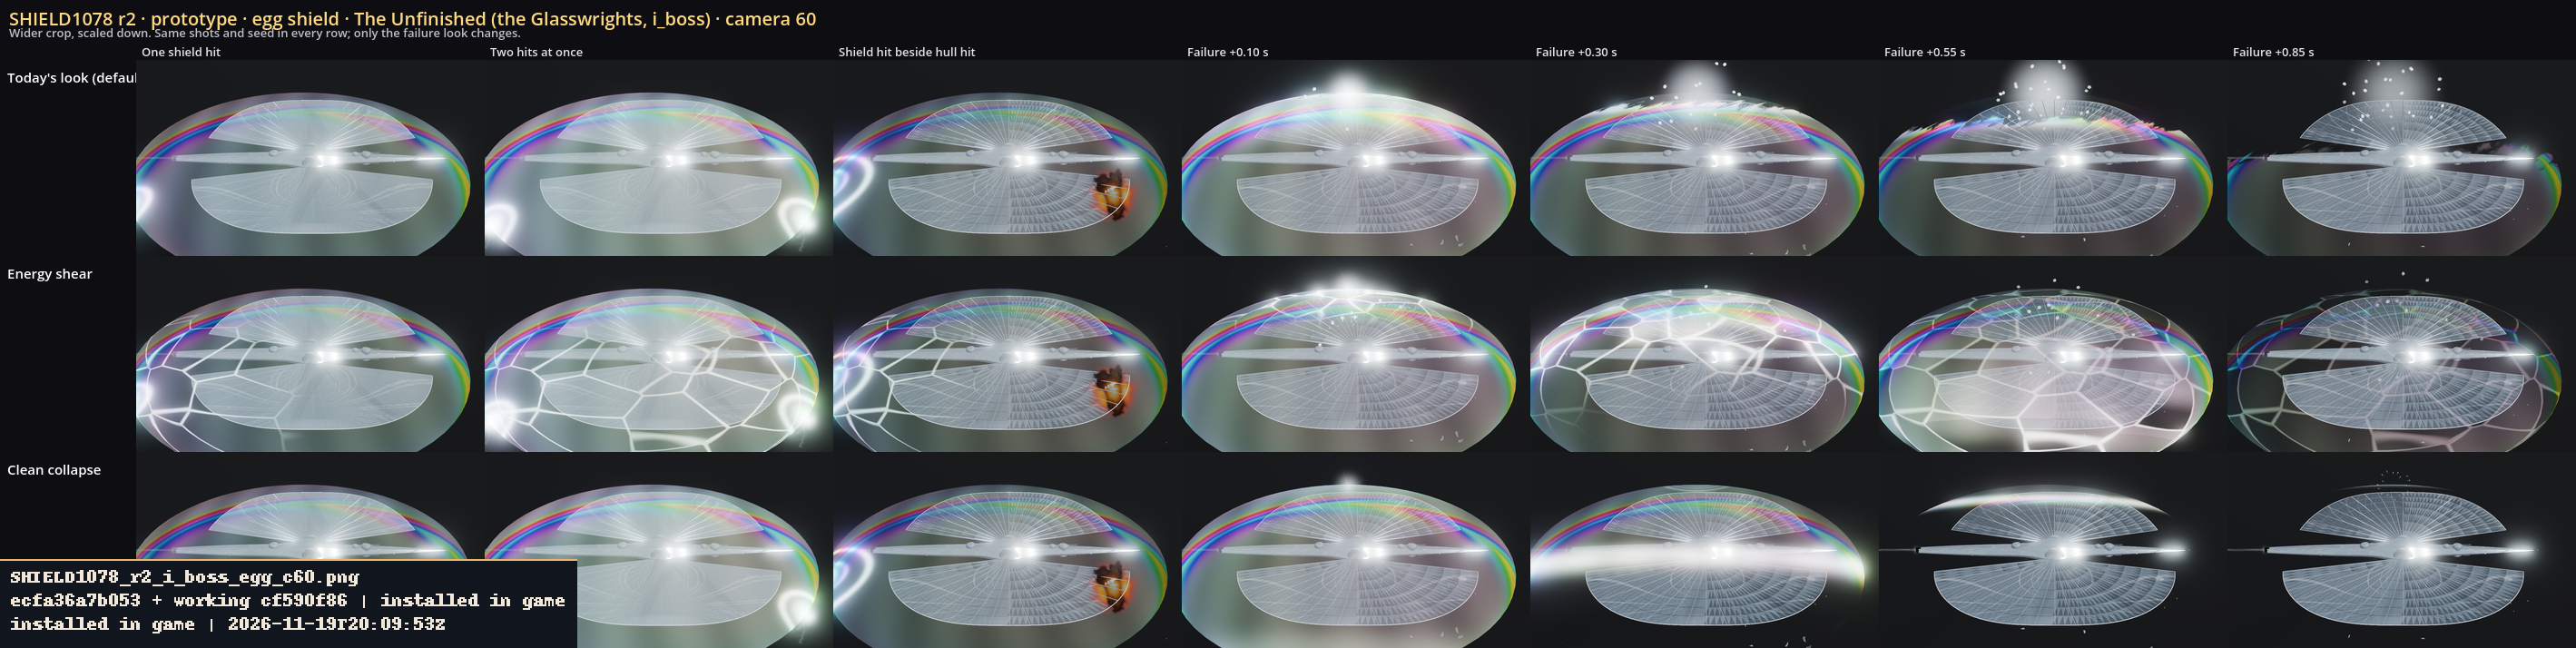 SHIELD1078 r2 · prototype · egg shield · The Unfinished (the Glasswrights, i_boss) · camera 60
Wider crop, scaled down. Same shots and seed in every row; only the failure look changes.
One shield hit
Two hits at once
Shield hit beside hull hit
Failure +0.10 s
Failure +0.30 s
Failure +0.55 s
Failure +0.85 s
Today's look (defaul
Energy shear
Clean collapse
SHIELD1078_r2_i_boss_egg_c60.png
ecfa36a7b053 + working cf590f86 | installed in game
installed in game | 2026-11-19T20:09:53Z